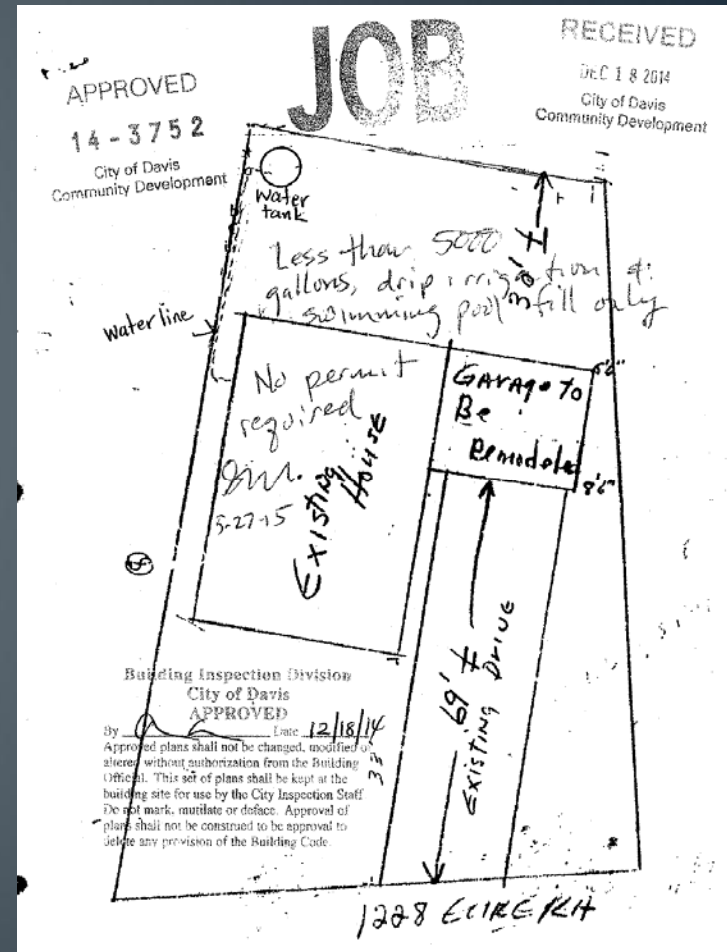 JOB
RECEIVED
DEC 18 2014
City of Davis
Community Development
APPROVED
14-3752
City of Davis
Community Development
Water
tank
Less than 5000
gallons, drip irrigation &
swimming pool infill only
water line
No permit
required
5-27-15
EXISTING
HOUSE
GARAGE TO
Be
Remodeled
8'6"
69' ±
EXISTING DRIVE
Building Inspection Division
City of Davis
APPROVED
By Date 12/18/14
Approved plans shall not be changed, modified or
altered without authorization from the Building
Official. This set of plans shall be kept at the
building site for use by the City Inspection Staff
Do not mark, mutilate or deface. Approval of
plans shall not be construed to be approval to
delete any provision of the Building Code.
33
1228